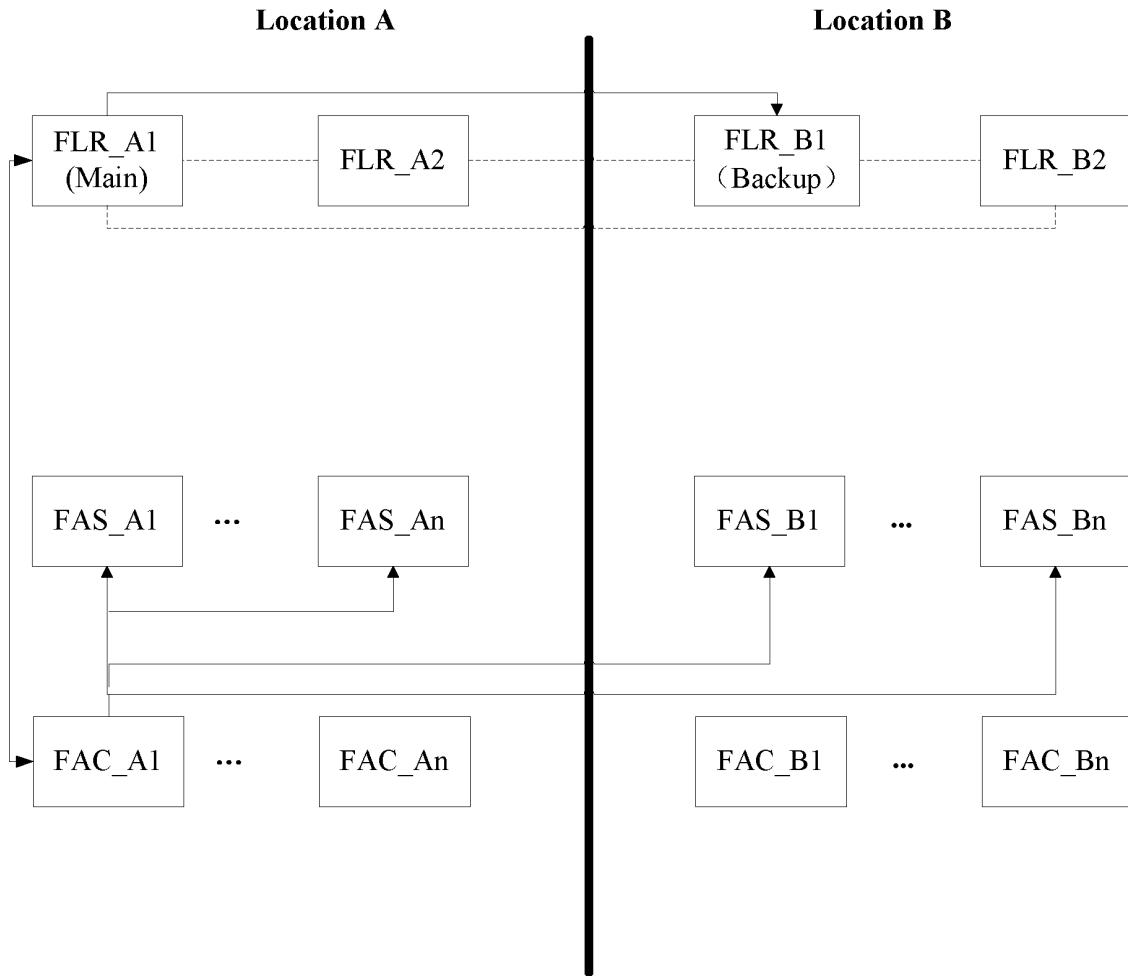 Location A
Location B
FLR_A1
(Main)
FLR_A2
FLR_B1
（Backup）
FLR_B2
FAS_A1
...
FAS_An
FAS_B1
...
FAS_Bn
FAC_A1
...
FAC_An
FAC_B1
...
FAC_Bn